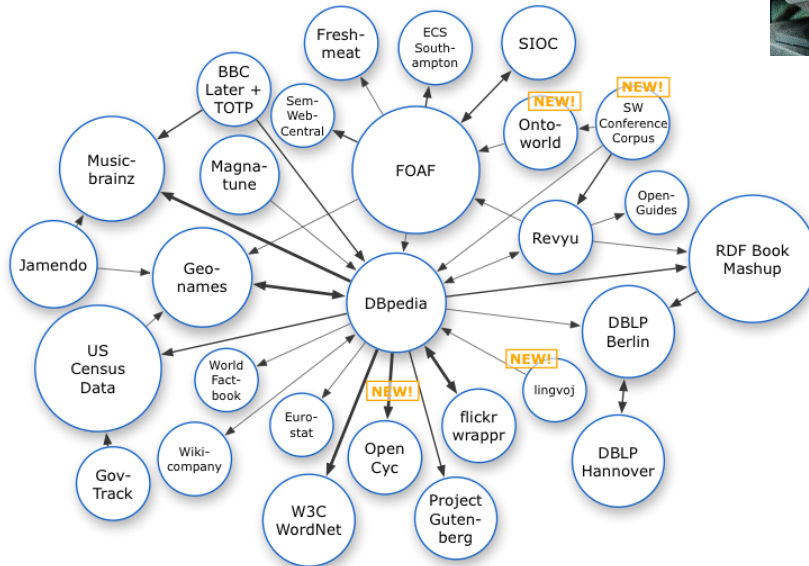 Fresh-
meat
ECS
South-
ampton
SIOC
BBC
Later +
TOTP
Sem-
Web-
Central
NEW!
Onto-
world
NEW!
SW
Conference
Corpus
Music-
brainz
Magna-
tune
FOAF
Open-
Guides
Revyu
RDF Book
Mashup
Jamendo
Geo-
names
DBpedia
DBLP
Berlin
US
Census
Data
World
Fact-
book
NEW!
lingvoj
Euro-
stat
NEW!
Open
Cyc
flickr
wrappr
Wiki-
company
DBLP
Hannover
Gov-
Track
W3C
WordNet
Project
Guten-
berg